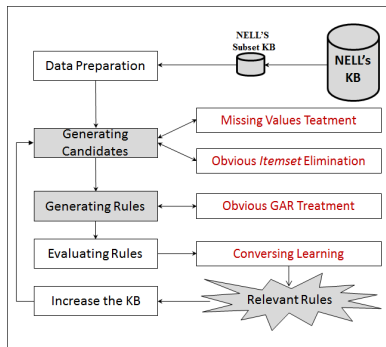 NELL'S
Subset KB
NELL's
KB
Data Preparation
Generating
Candidates
Missing Values Teatment
Obvious Itemset Elimination
Generating Rules
Obvious GAR Treatment
Evaluating Rules
Conversing Learning
Increase the KB
Relevant Rules